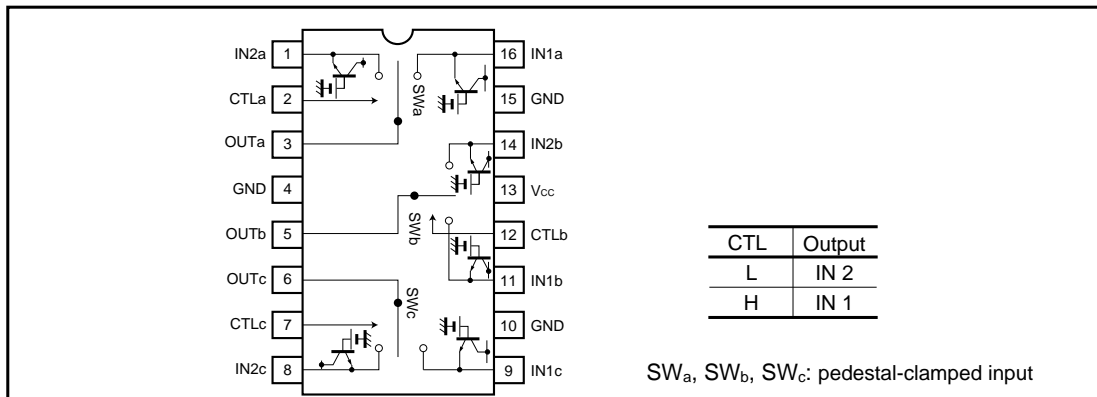 IN2a 1 16 IN1a
CTLa 2 SWa 15 GND
OUTa 3 14 IN2b
GND 4 13 Vcc
OUTb 5 SWb 12 CTLb
OUTc 6 11 IN1b
CTLc 7 SWc 10 GND
IN2c 8 9 IN1c
CTL Output
L IN 2
H IN 1
SWa, SWb, SWc: pedestal-clamped input